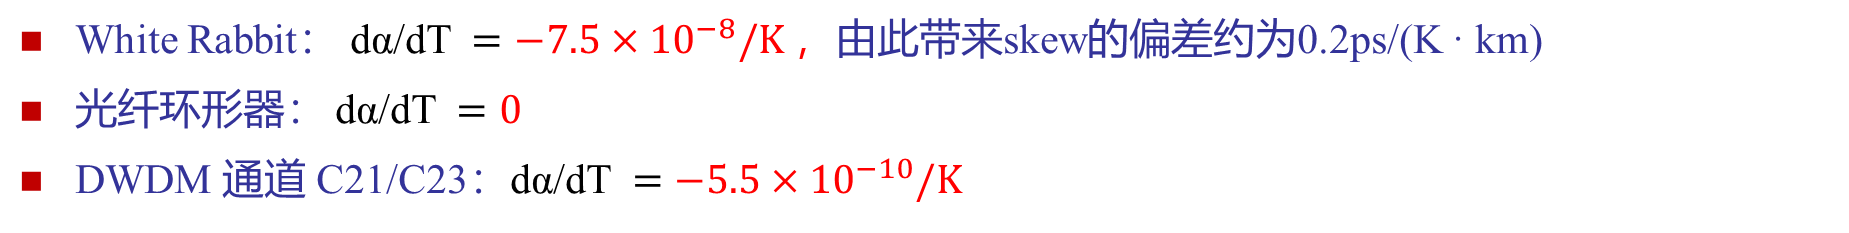 ■ White Rabbit： dα/dT = −7.5 × 10⁻⁸/K ，由此带来skew的偏差约为0.2ps/(K · km)
■ 光纤环形器： dα/dT = 0
■ DWDM 通道 C21/C23：dα/dT = −5.5 × 10⁻¹⁰/K